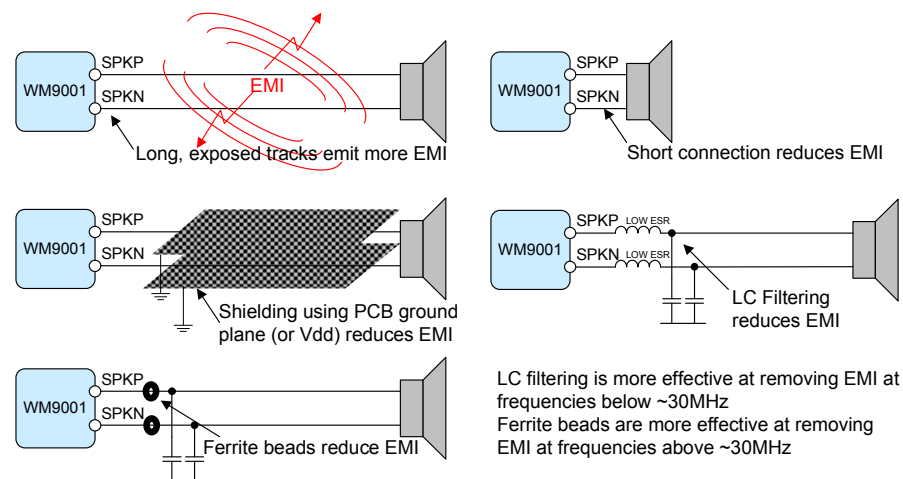 SPKP
WM9001
EMI
SPKN
Long, exposed tracks emit more EMI
SPKP
WM9001
SPKN
Short connection reduces EMI
SPKP
WM9001
SPKN
Shielding using PCB ground
plane (or Vdd) reduces EMI
SPKP
LOW ESR
WM9001
SPKN
LOW ESR
LC Filtering
reduces EMI
SPKP
WM9001
SPKN
Ferrite beads reduce EMI
LC filtering is more effective at removing EMI at
frequencies below ~30MHz
Ferrite beads are more effective at removing
EMI at frequencies above ~30MHz